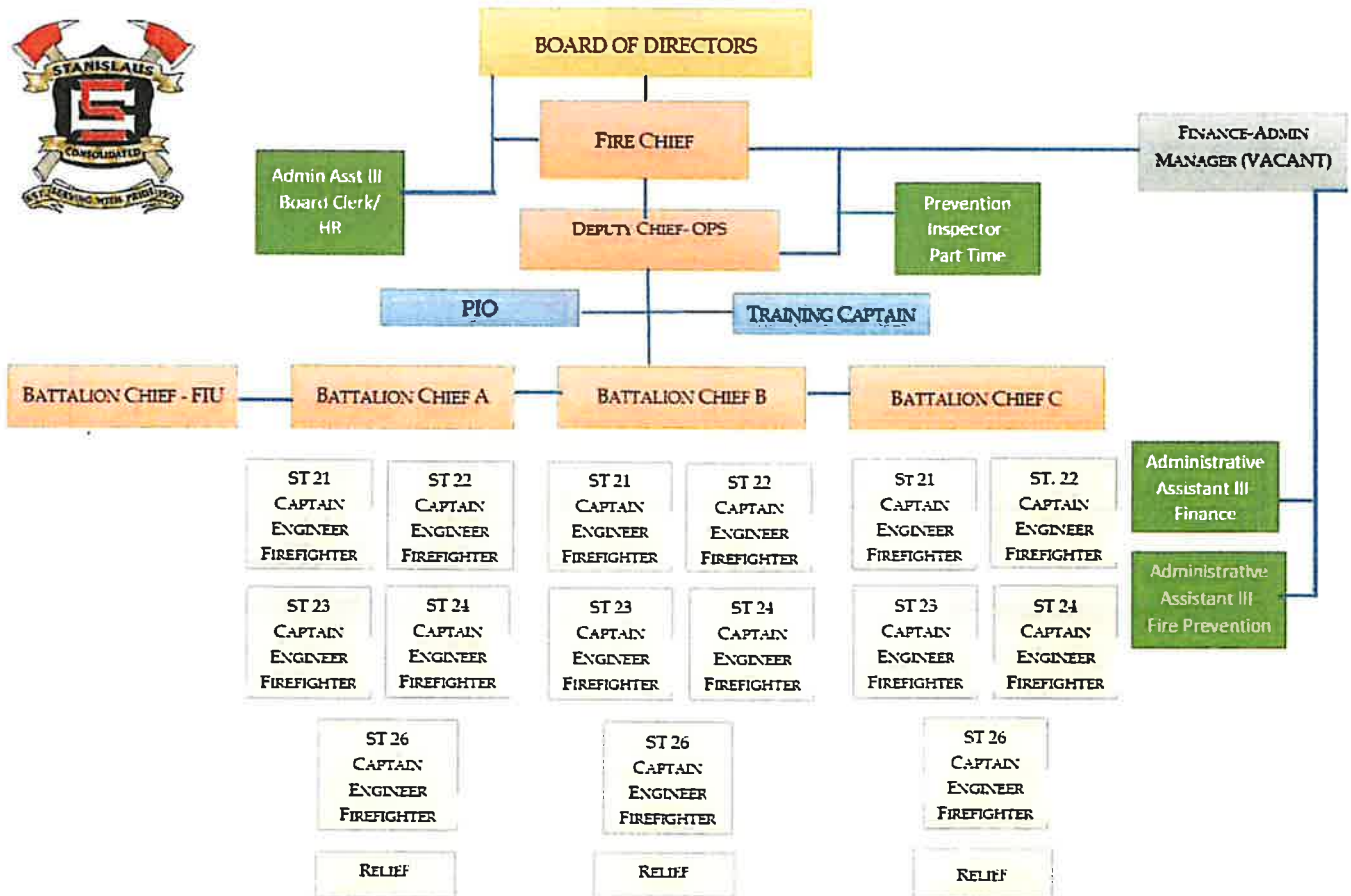 STANISLAUS
CONSOLIDATED
EST. SERVING WITH PRIDE 1995
BOARD OF DIRECTORS
FIRE CHIEF
FINANCE-ADMIN
MANAGER (VACANT)
Admin Asst III
Board Clerk/
HR
Prevention
Inspector-
Part Time
DEPUTY CHIEF- OPS
PIO
TRAINING CAPTAIN
BATTALION CHIEF - FIU
BATTALION CHIEF A
BATTALION CHIEF B
BATTALION CHIEF C
ST 21
CAPTAIN
ENGINEER
FIREFIGHTER
ST 22
CAPTAIN
ENGINEER
FIREFIGHTER
ST 21
CAPTAIN
ENGINEER
FIREFIGHTER
ST 22
CAPTAIN
ENGINEER
FIREFIGHTER
ST 21
CAPTAIN
ENGINEER
FIREFIGHTER
ST. 22
CAPTAIN
ENGINEER
FIREFIGHTER
Administrative
Assistant III
Finance
ST 23
CAPTAIN
ENGINEER
FIREFIGHTER
ST 24
CAPTAIN
ENGINEER
FIREFIGHTER
ST 23
CAPTAIN
ENGINEER
FIREFIGHTER
ST 24
CAPTAIN
ENGINEER
FIREFIGHTER
ST 23
CAPTAIN
ENGINEER
FIREFIGHTER
ST 24
CAPTAIN
ENGINEER
FIREFIGHTER
Administrative
Assistant III
Fire Prevention
ST 26
CAPTAIN
ENGINEER
FIREFIGHTER
ST 26
CAPTAIN
ENGINEER
FIREFIGHTER
ST 26
CAPTAIN
ENGINEER
FIREFIGHTER
RELIEF
RELIEF
RELIEF